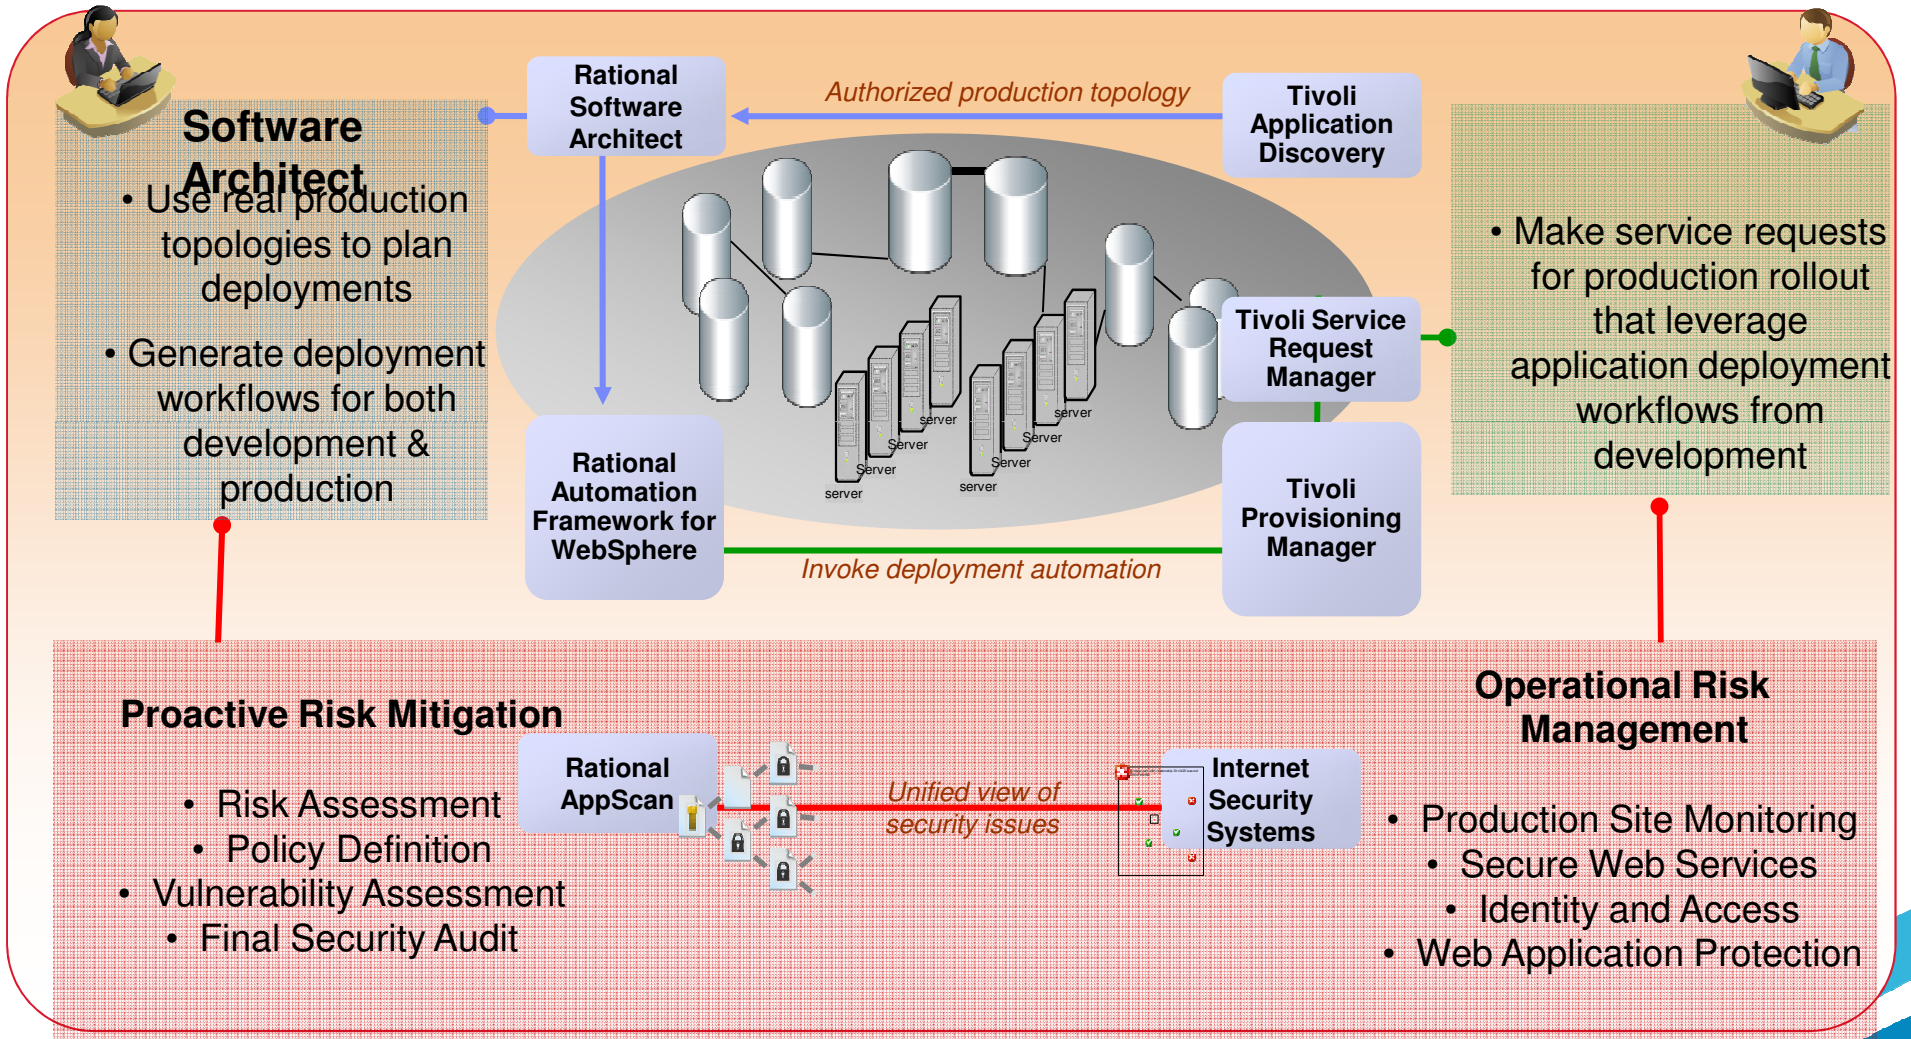 Software
Architect
• Use real production
topologies to plan
deployments
• Generate deployment
workflows for both
development &
production
Rational
Software
Architect
Authorized production topology
Tivoli
Application
Discovery
• Make service requests
for production rollout
that leverage
application deployment
workflows from
development
Tivoli Service
Request
Manager
server
Server
Server
server
server
Server
Server
server
Rational
Automation
Framework for
WebSphere
Invoke deployment automation
Tivoli
Provisioning
Manager
Proactive Risk Mitigation
• Risk Assessment
• Policy Definition
• Vulnerability Assessment
• Final Security Audit
Rational
AppScan
Unified view of
security issues
Internet
Security
Systems
Operational Risk
Management
• Production Site Monitoring
• Secure Web Services
• Identity and Access
• Web Application Protection